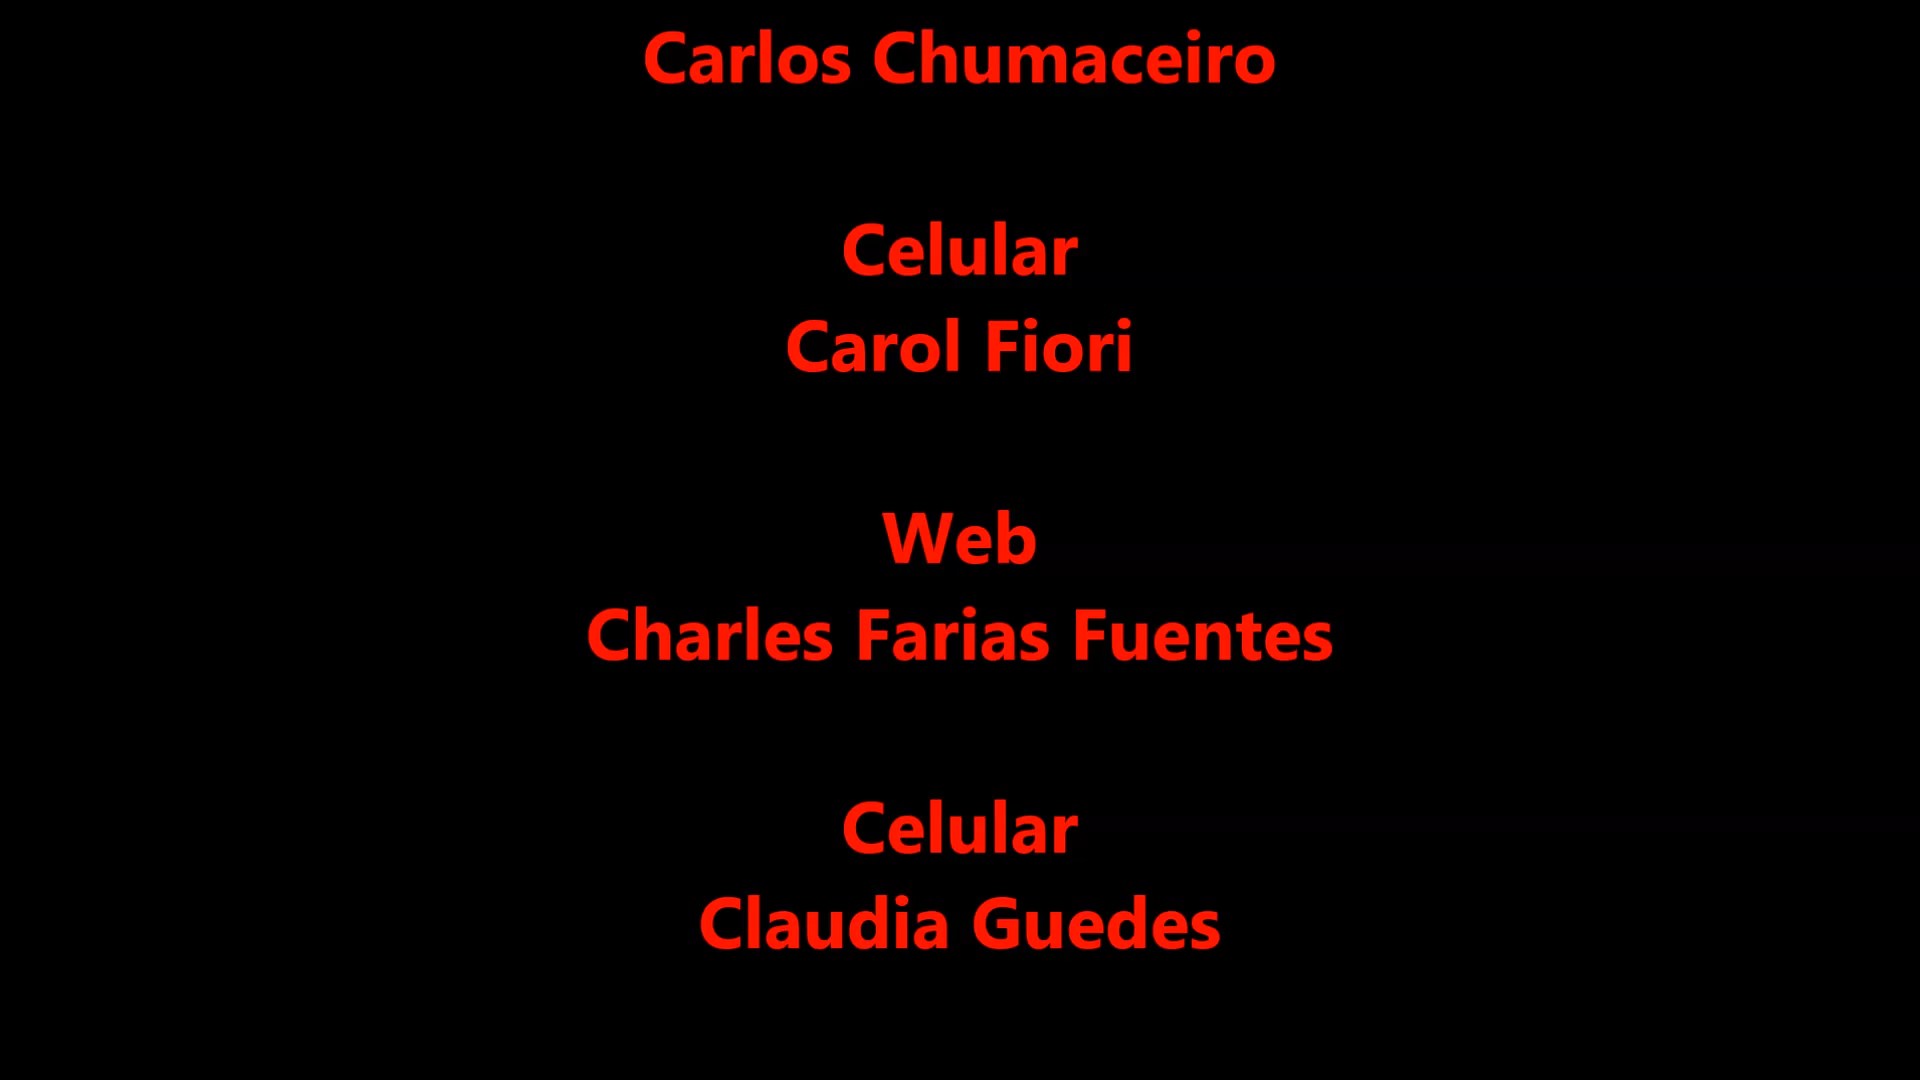 Carlos Chumaceiro
Celular
Carol Fiori
Web
Charles Farias Fuentes
Celular
Claudia Guedes